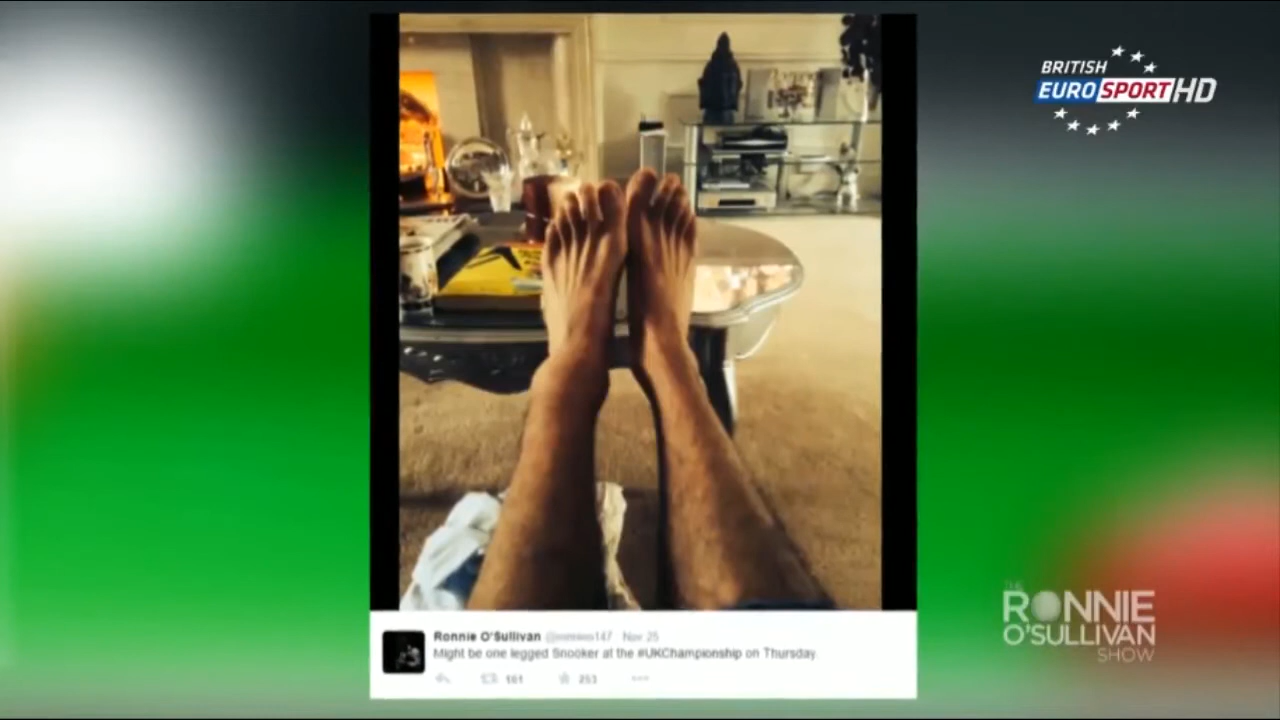 BRITISH
EUROSPORT HD
Ronnie O'Sullivan @ronnieo147 Nov 25
Might be one legged Snooker at the #UKChampionship on Thursday.
161 253
THE
RONNIE
O'SULLIVAN
SHOW